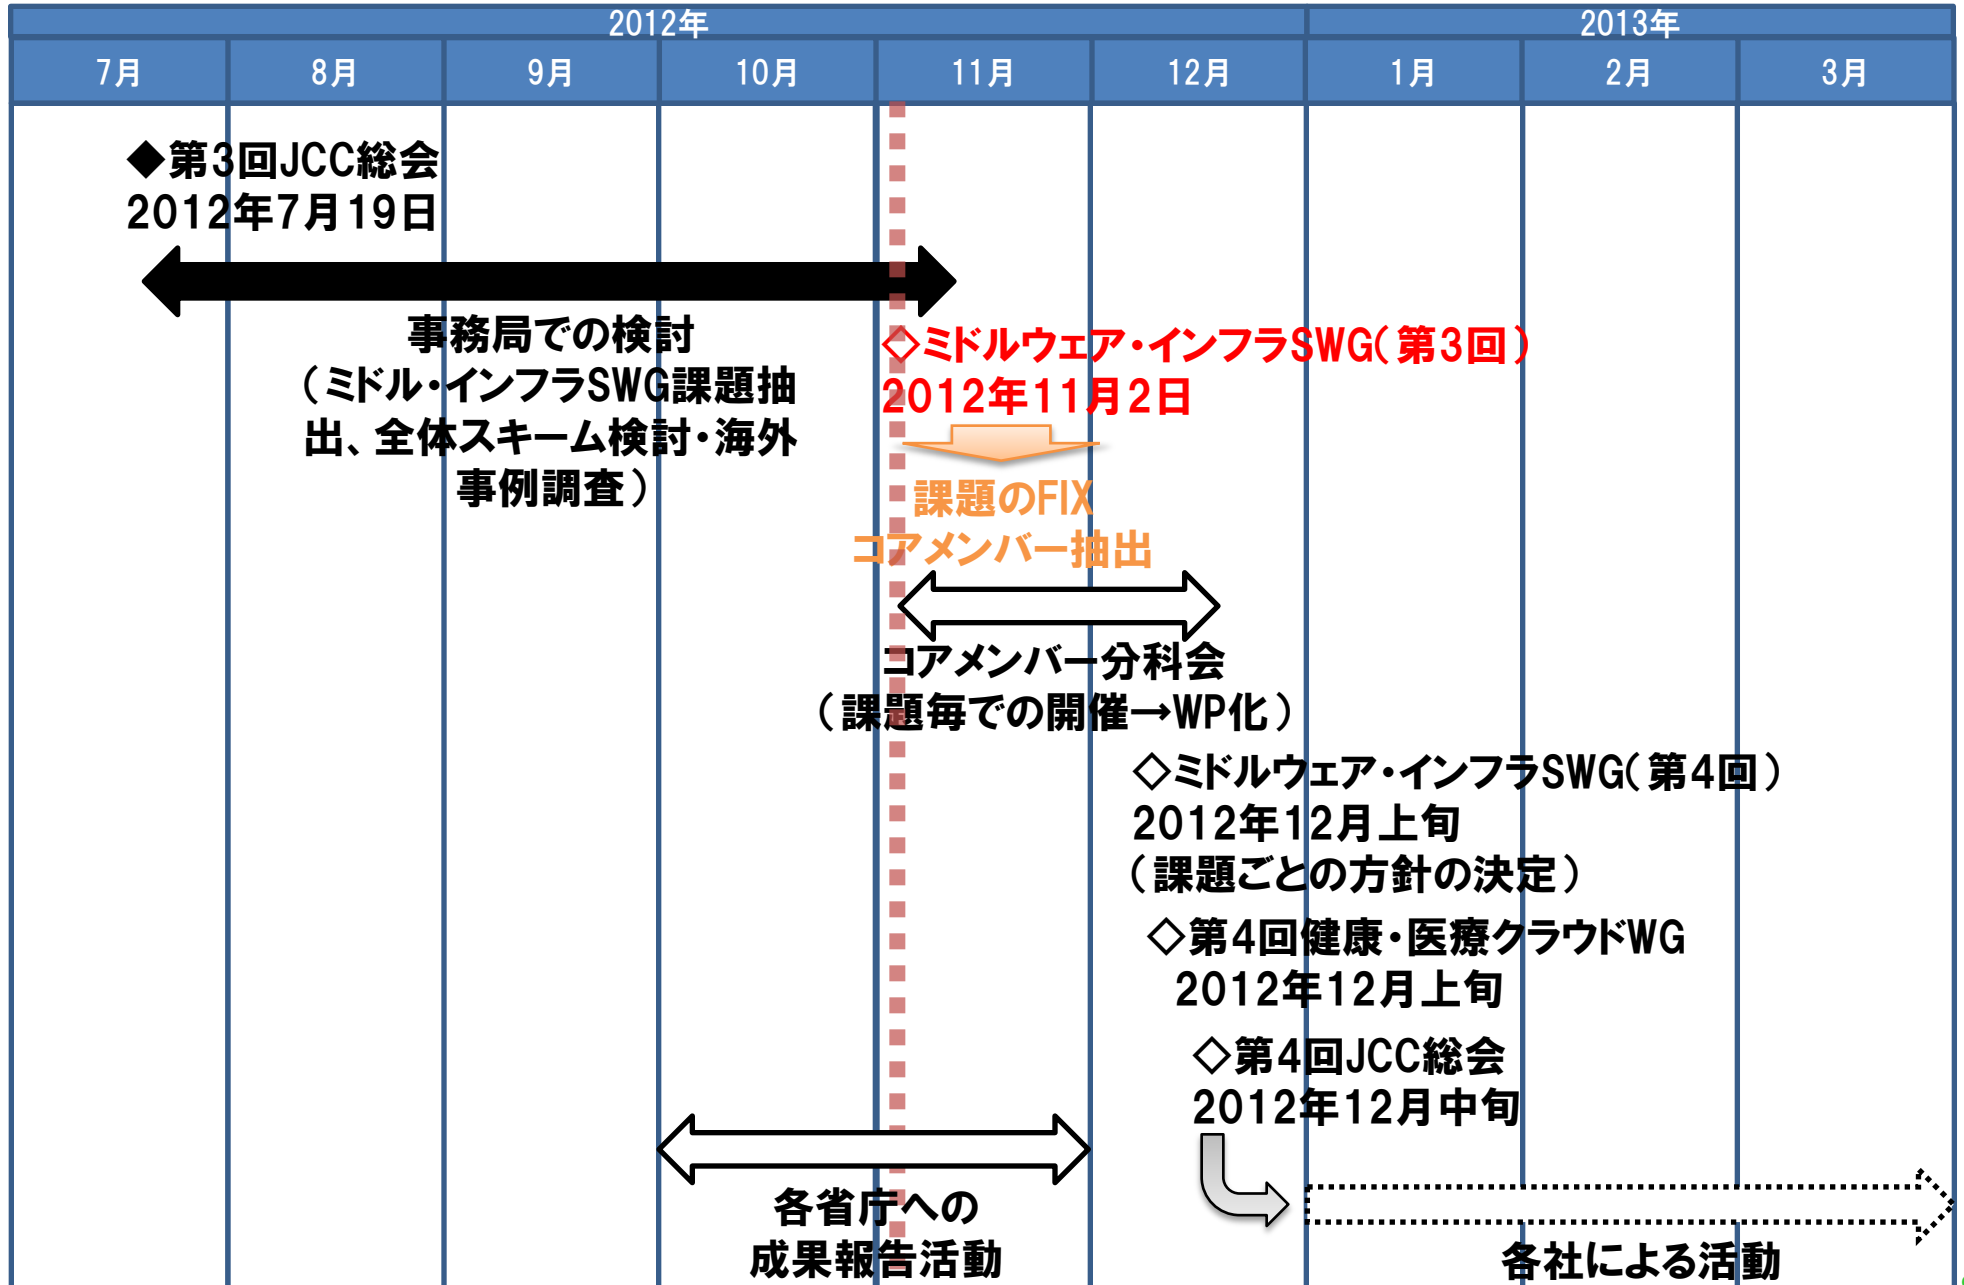 2012年 2013年
7月 8月 9月 10月 11月 12月 1月 2月 3月
◆第3回JCC総会
2012年7月19日
事務局での検討
（ミドル・インフラSWG課題抽
出、全体スキーム検討・海外
事例調査）
◇ミドルウェア・インフラSWG（第3回）
2012年11月2日
課題のFIX
コアメンバー抽出
コアメンバー分科会
（課題毎での開催→WP化）
◇ミドルウェア・インフラSWG（第4回）
2012年12月上旬
（課題ごとの方針の決定）
◇第4回健康・医療クラウドWG
2012年12月上旬
◇第4回JCC総会
2012年12月中旬
各省庁への
成果報告活動
各社による活動